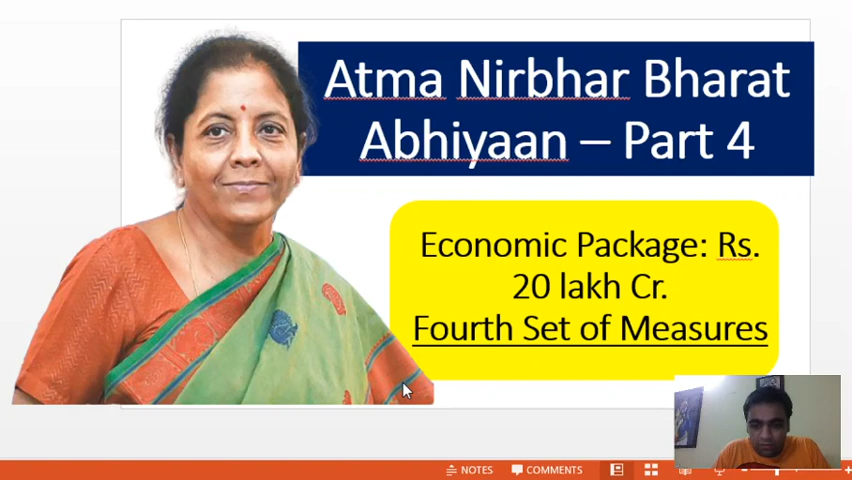 Atma Nirbhar Bharat
Abhiyaan – Part 4
Economic Package: Rs.
20 lakh Cr.
Fourth Set of Measures
NOTES COMMENTS